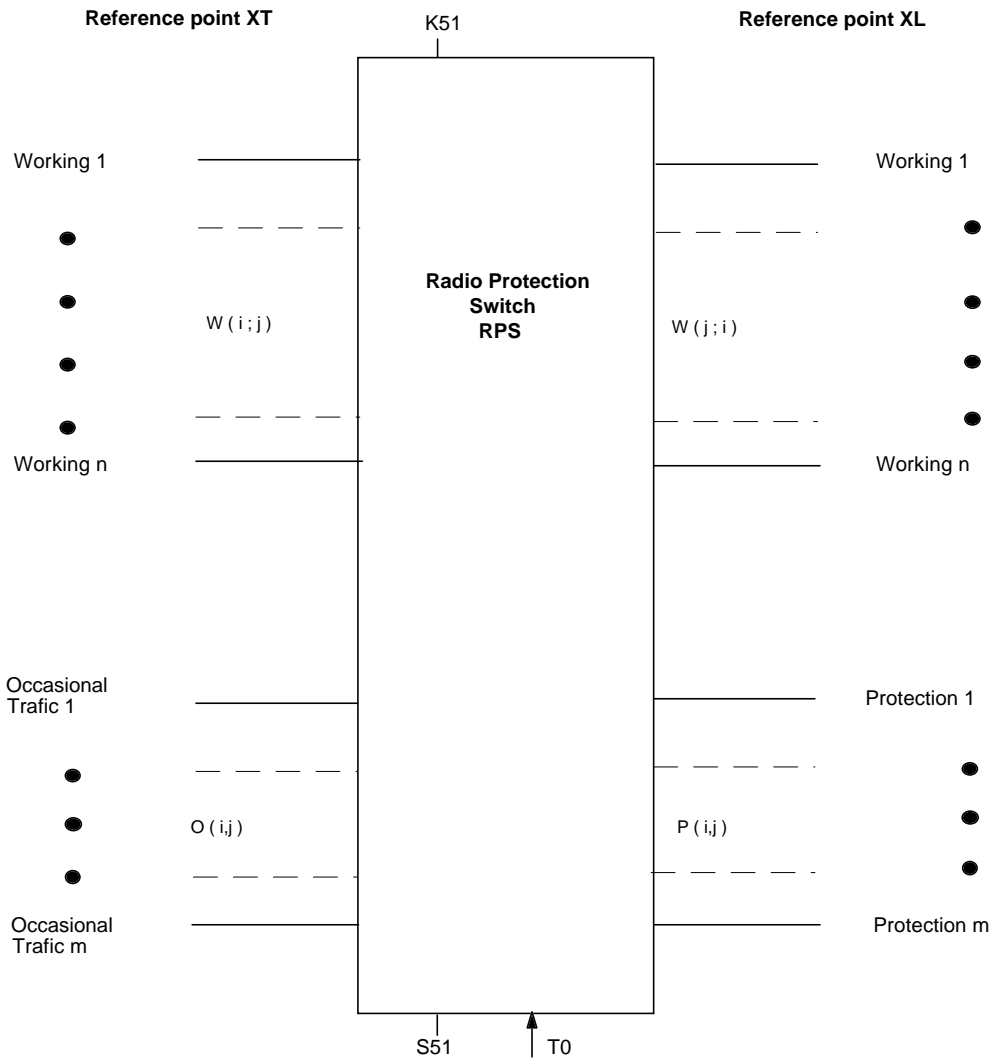 Reference point XT
K51
Reference point XL
Working 1
Working 1
Radio Protection
Switch
RPS
W ( i ; j )
W ( j ; i )
Working n
Working n
Occasional
Trafic 1
Protection 1
O ( i,j )
P ( i,j )
Occasional
Trafic m
Protection m
S51
T0